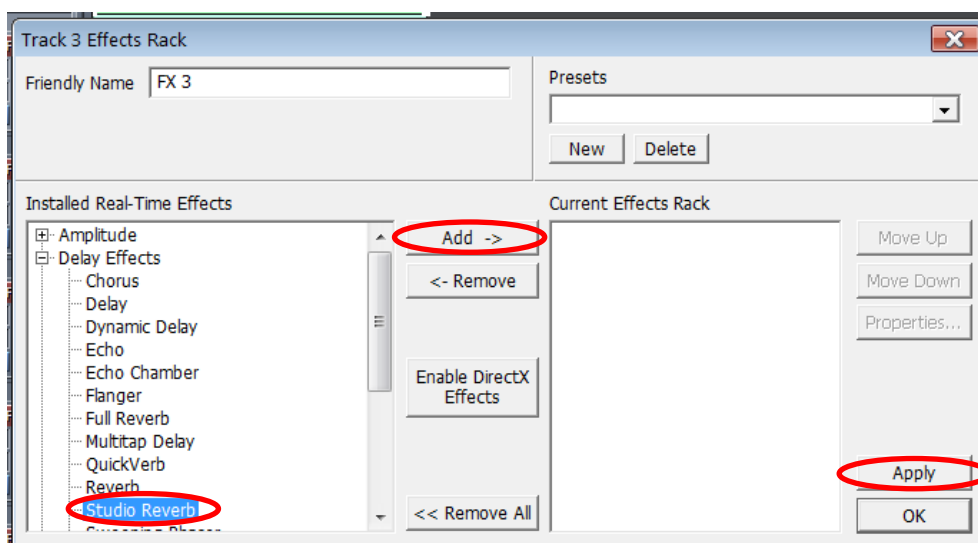 Track 3 Effects Rack
Friendly Name FX 3
Presets
New Delete
Installed Real-Time Effects
Current Effects Rack
Amplitude
Delay Effects
Chorus
Delay
Dynamic Delay
Echo
Echo Chamber
Flanger
Full Reverb
Multitap Delay
QuickVerb
Reverb
Studio Reverb
Add ->
<- Remove
Enable DirectX
Effects
<< Remove All
Move Up
Move Down
Properties...
Apply
OK